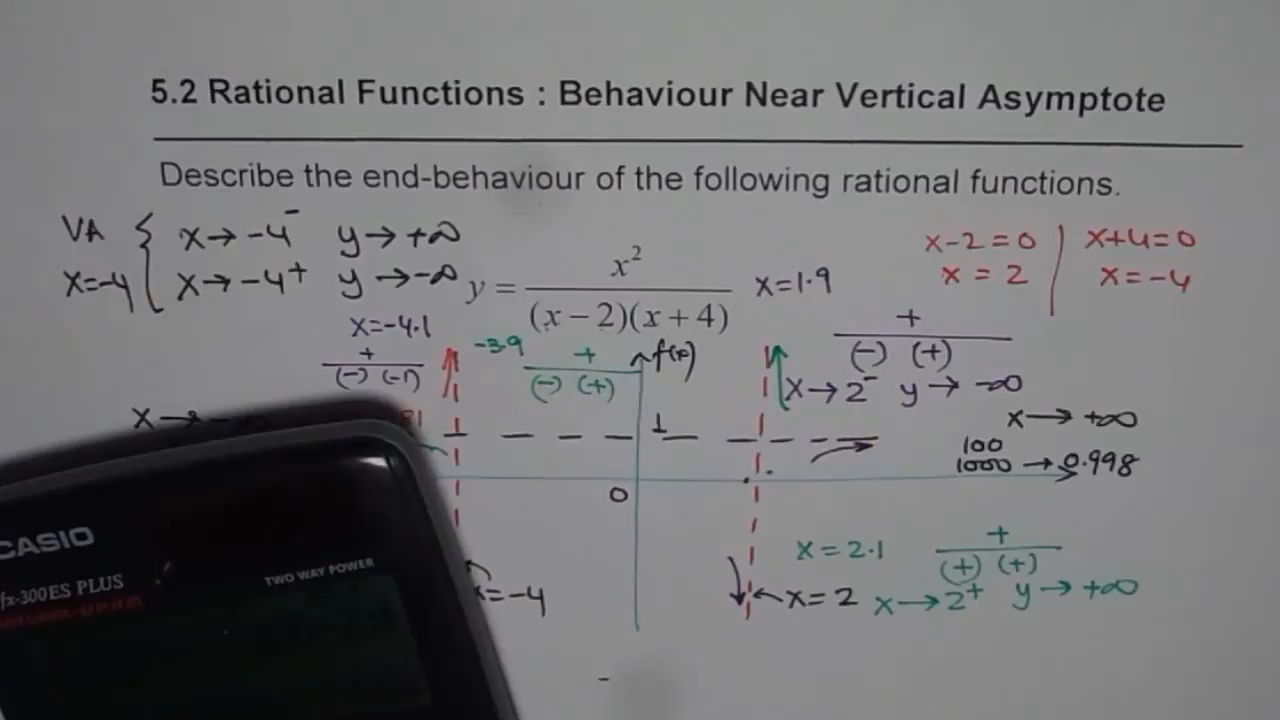 5.2 Rational Functions : Behaviour Near Vertical Asymptote
Describe the end-behaviour of the following rational functions.
VA { x→ -4⁻ y→ +∞
x=-4 x→ -4⁺ y→ -∞
y = x² / (x − 2)(x + 4)
x=1.9
x-2=0 | x+4=0
x = 2 | x=-4
x=-4.1
+ / (-) (-)
-3.9
+ / (-) (+)
f(x)
+ / (-) (+)
x→2⁻ y→ -∞
x→ +∞
100
1000 → 0.998
1
0
x=-4
x=2
x=2.1
+ / (+) (+)
x→2⁺ y→ +∞
CASIO
fx-300ES PLUS
TWO WAY POWER